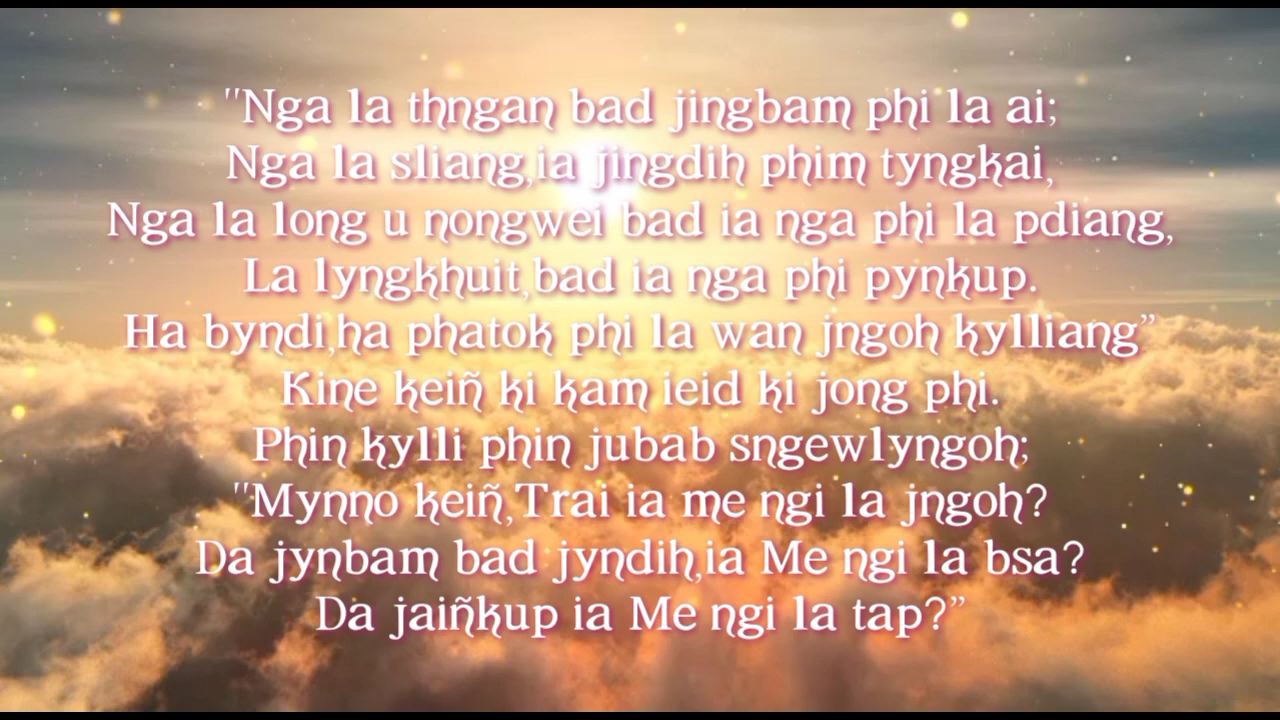 "Nga la thngan bad jingbam phi la ai;
Nga la sliang,ia jingdih phim tyngkai,
Nga la long u nongwei bad ia nga phi la pdiang,
La lyngkhuit,bad ia nga phi pynkup.
Ha byndi,ha phatok phi la wan jngoh kylliang”
Kine keiñ ki kam ieid ki jong phi.
Phin kylli phin jubab sngewlyngoh;
"Mynno keiñ,Trai ia me ngi la jngoh?
Da jynbam bad jyndih,ia Me ngi la bsa?
Da jaiñkup ia Me ngi la tap?”